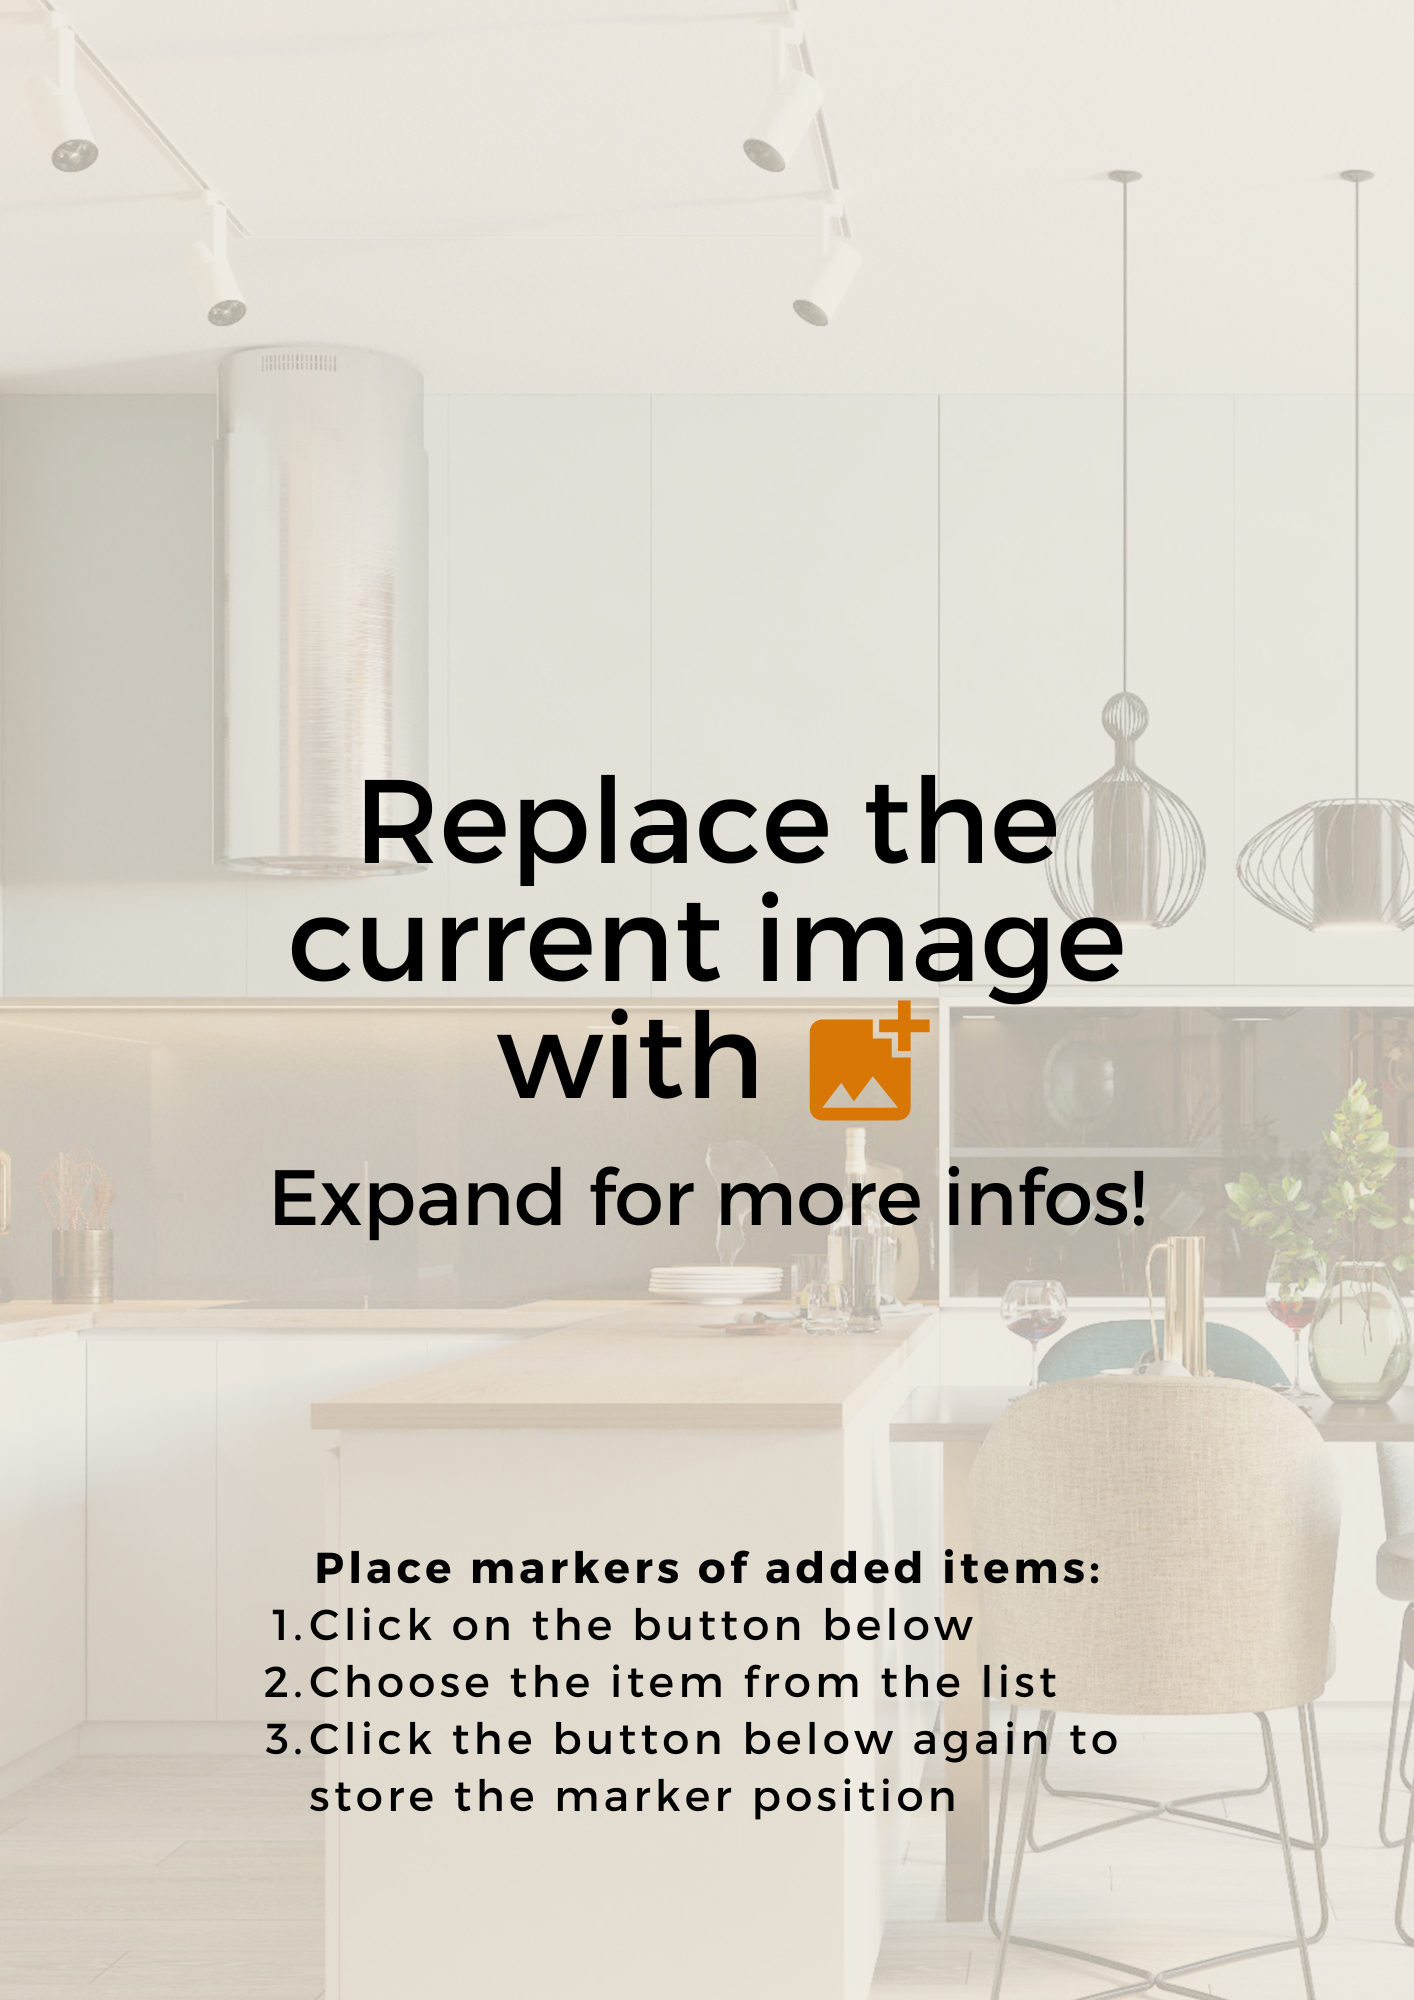 Replace the
current image
with
Expand for more infos!
Place markers of added items:
1. Click on the button below
2. Choose the item from the list
3. Click the button below again to
store the marker position